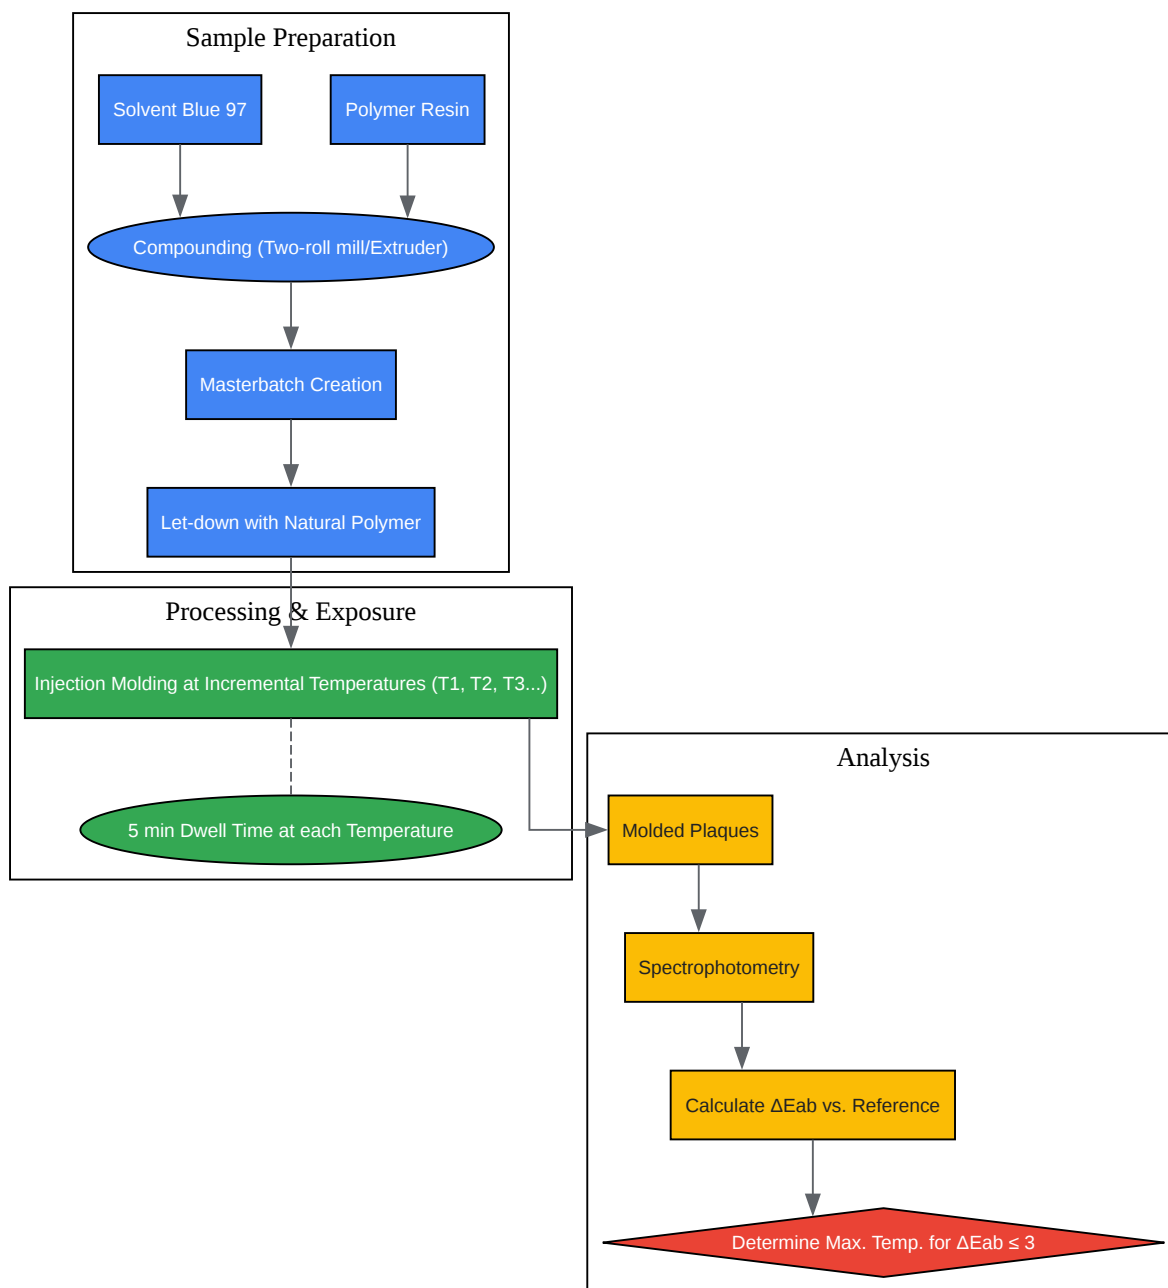 Sample Preparation
Solvent Blue 97
Polymer Resin
Compounding (Two-roll mill/Extruder)
Masterbatch Creation
Let-down with Natural Polymer
Processing & Exposure
Injection Molding at Incremental Temperatures (T1, T2, T3...)
5 min Dwell Time at each Temperature
Analysis
Molded Plaques
Spectrophotometry
Calculate ΔEab vs. Reference
Determine Max. Temp. for ΔEab ≤ 3